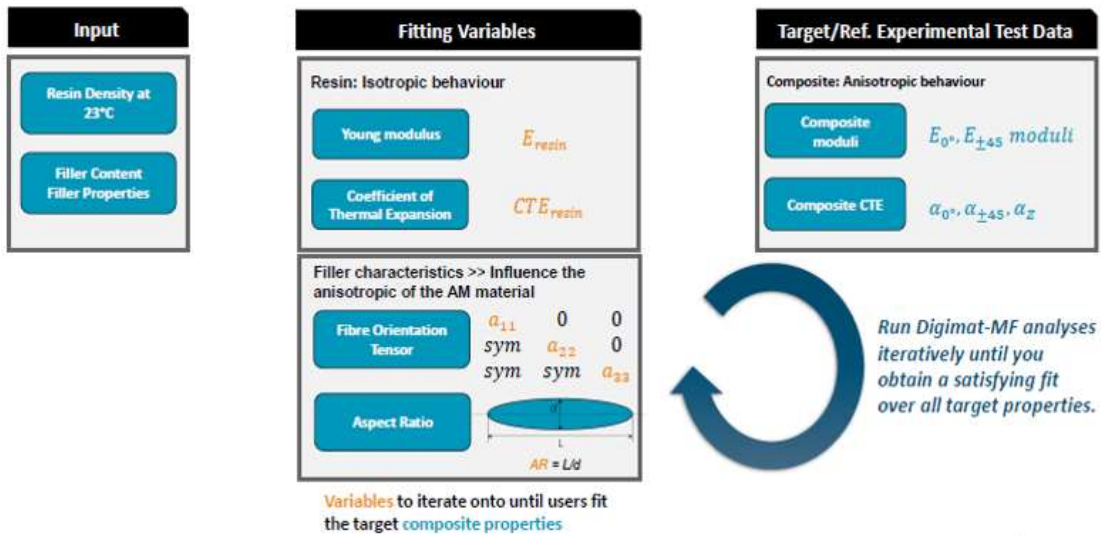 Input
Resin Density at
23°C
Filler Content
Filler Properties
Fitting Variables
Resin: Isotropic behaviour
Young modulus
E_resin
Coefficient of
Thermal Expansion
CTE_resin
Filler characteristics >> Influence the
anisotropic of the AM material
Fibre Orientation
Tensor
a₁₁ 0 0
sym a₂₂ 0
sym sym a₃₃
Aspect Ratio
d
L
AR = L/d
Variables to iterate onto until users fit
the target composite properties
Target/Ref. Experimental Test Data
Composite: Anisotropic behaviour
Composite
moduli
E₀°, E±₄₅ moduli
Composite CTE
α₀°, α±₄₅, α_Z
Run Digimat-MF analyses
iteratively until you
obtain a satisfying fit
over all target properties.